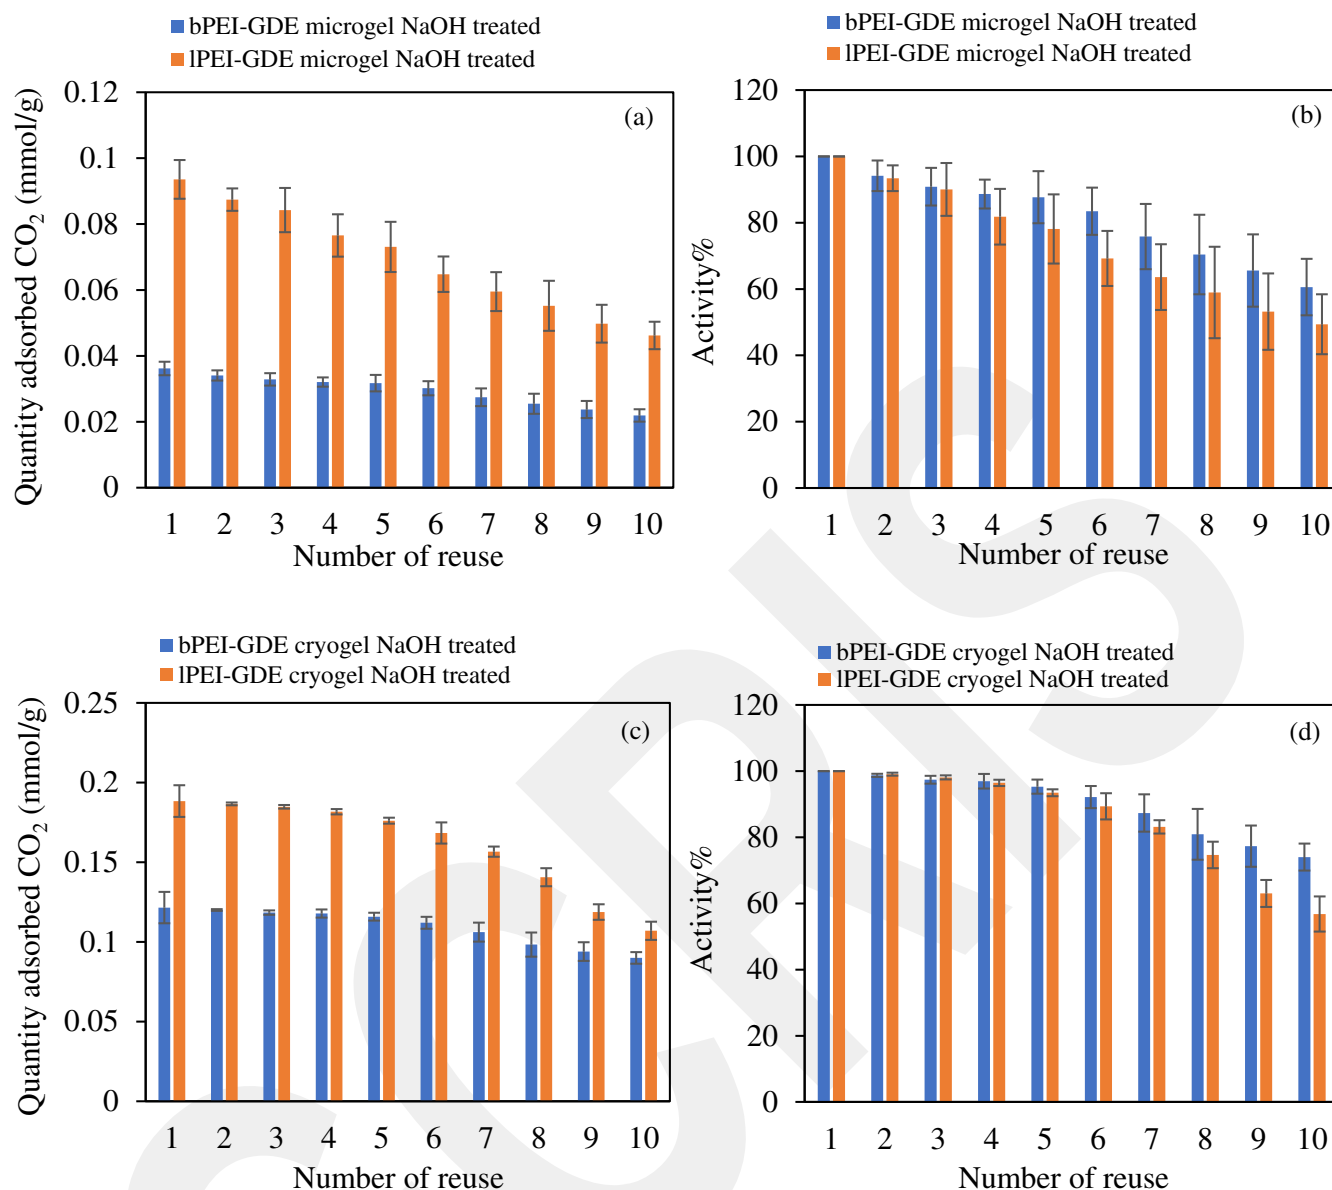 bPEI-GDE microgel NaOH treated
lPEI-GDE microgel NaOH treated
Quantity adsorbed CO₂ (mmol/g)
0.12
0.1
0.08
0.06
0.04
0.02
0
(a)
1 2 3 4 5 6 7 8 9 10
Number of reuse
bPEI-GDE microgel NaOH treated
lPEI-GDE microgel NaOH treated
Activity%
120
100
80
60
40
20
0
(b)
1 2 3 4 5 6 7 8 9 10
Number of reuse
bPEI-GDE cryogel NaOH treated
lPEI-GDE cryogel NaOH treated
Quantity adsorbed CO₂ (mmol/g)
0.25
0.2
0.15
0.1
0.05
0
(c)
1 2 3 4 5 6 7 8 9 10
Number of reuse
bPEI-GDE cryogel NaOH treated
lPEI-GDE cryogel NaOH treated
Activity%
120
100
80
60
40
20
0
(d)
1 2 3 4 5 6 7 8 9 10
Number of reuse